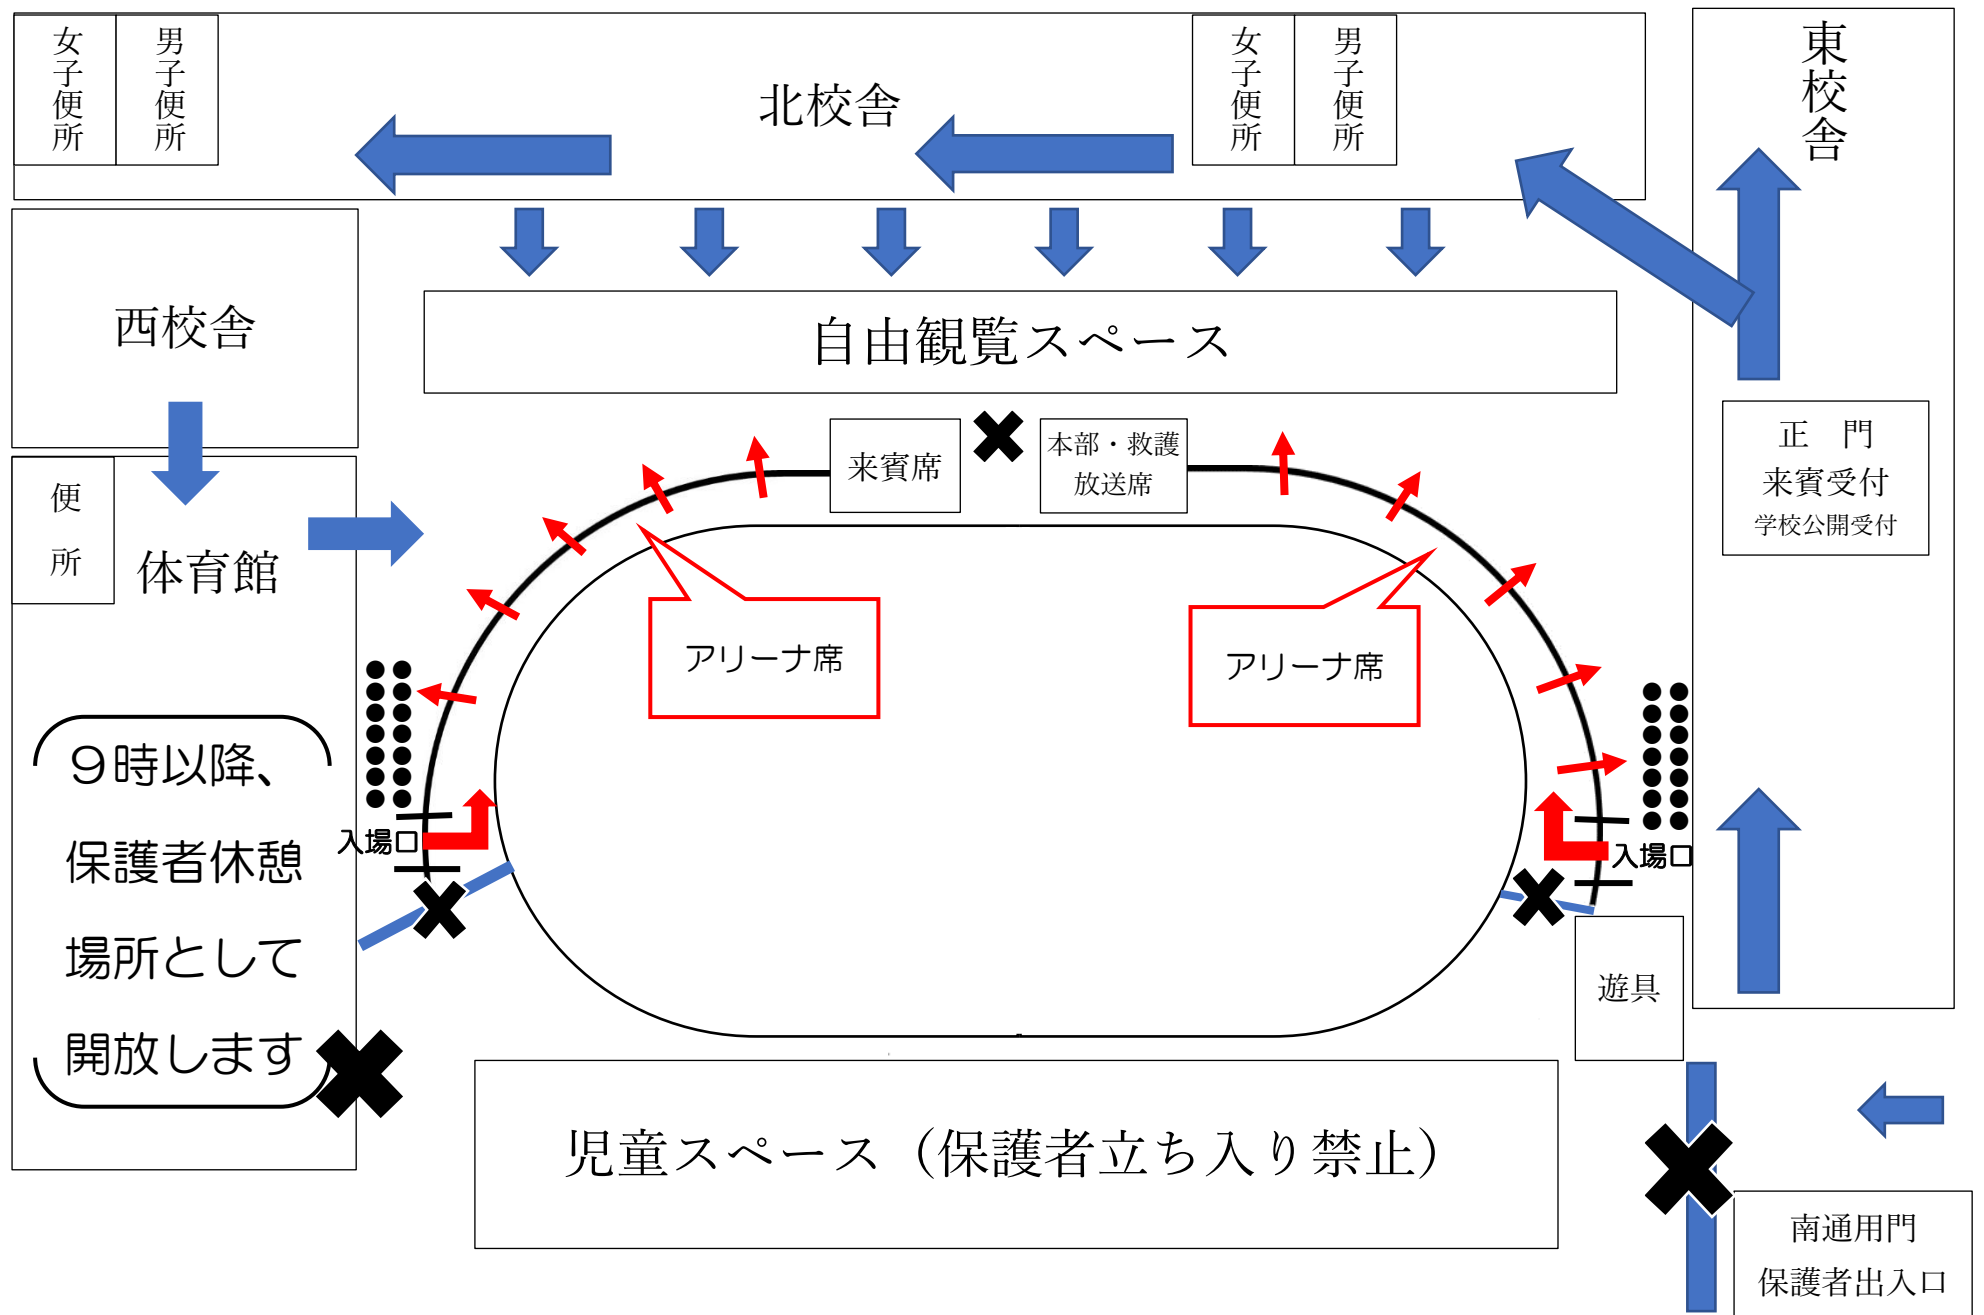 女子便所
男子便所
北校舎
女子便所
男子便所
東校舎
西校舎
自由観覧スペース
来賓席
本部・救護
放送席
正　門
来賓受付
学校公開受付
便所
体育館
アリーナ席
アリーナ席
９時以降、
保護者休憩
場所として
開放します
入場口
入場口
遊具
児童スペース（保護者立ち入り禁止）
南通用門
保護者出入口